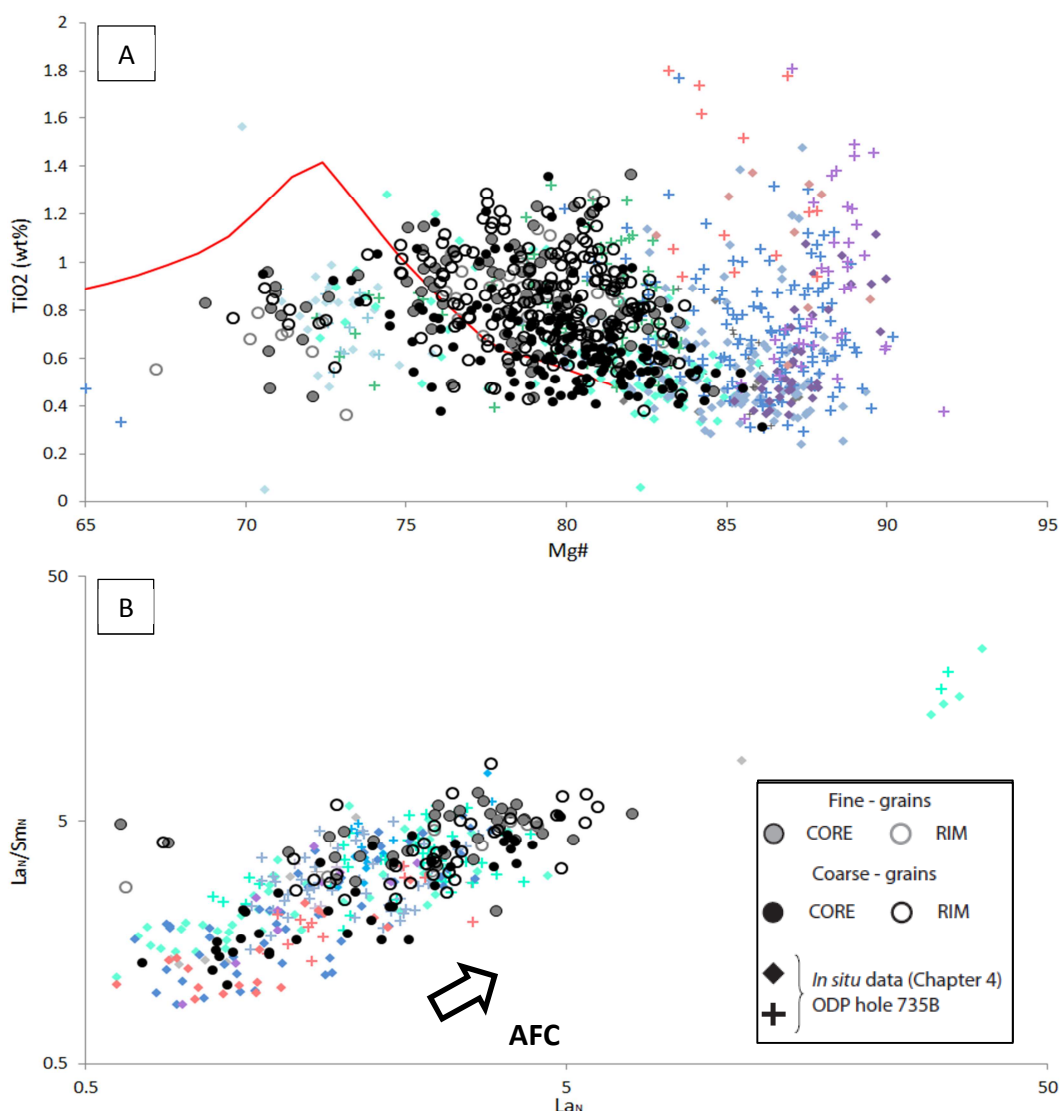 A
TiO2 (wt%)
2
1.8
1.6
1.4
1.2
1
0.8
0.6
0.4
0.2
0
65
70
75
80
85
90
95
Mg#
B
Laₙ/Smₙ
50
5
0.5
AFC
Fine - grains
CORE RIM
Coarse - grains
CORE RIM
In situ data (Chapter 4)
ODP hole 735B
0.5
5
50
Laₙ